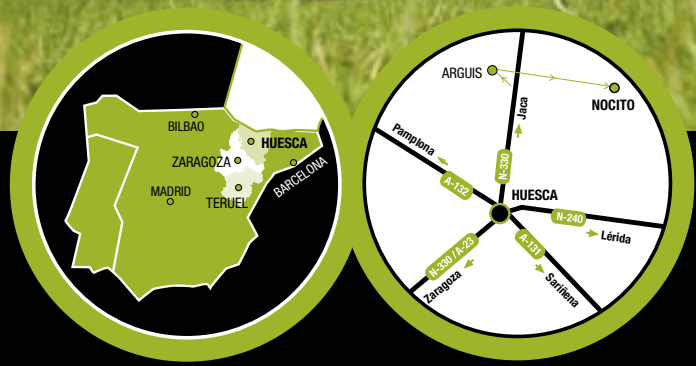 BILBAO
HUESCA
ZARAGOZA
BARCELONA
MADRID
TERUEL
ARGUIS
NOCITO
Jaca
Pamplona
N-330
A-132
HUESCA
N-240
Lérida
A-131
N-330 / A-23
Zaragoza
Sariñena